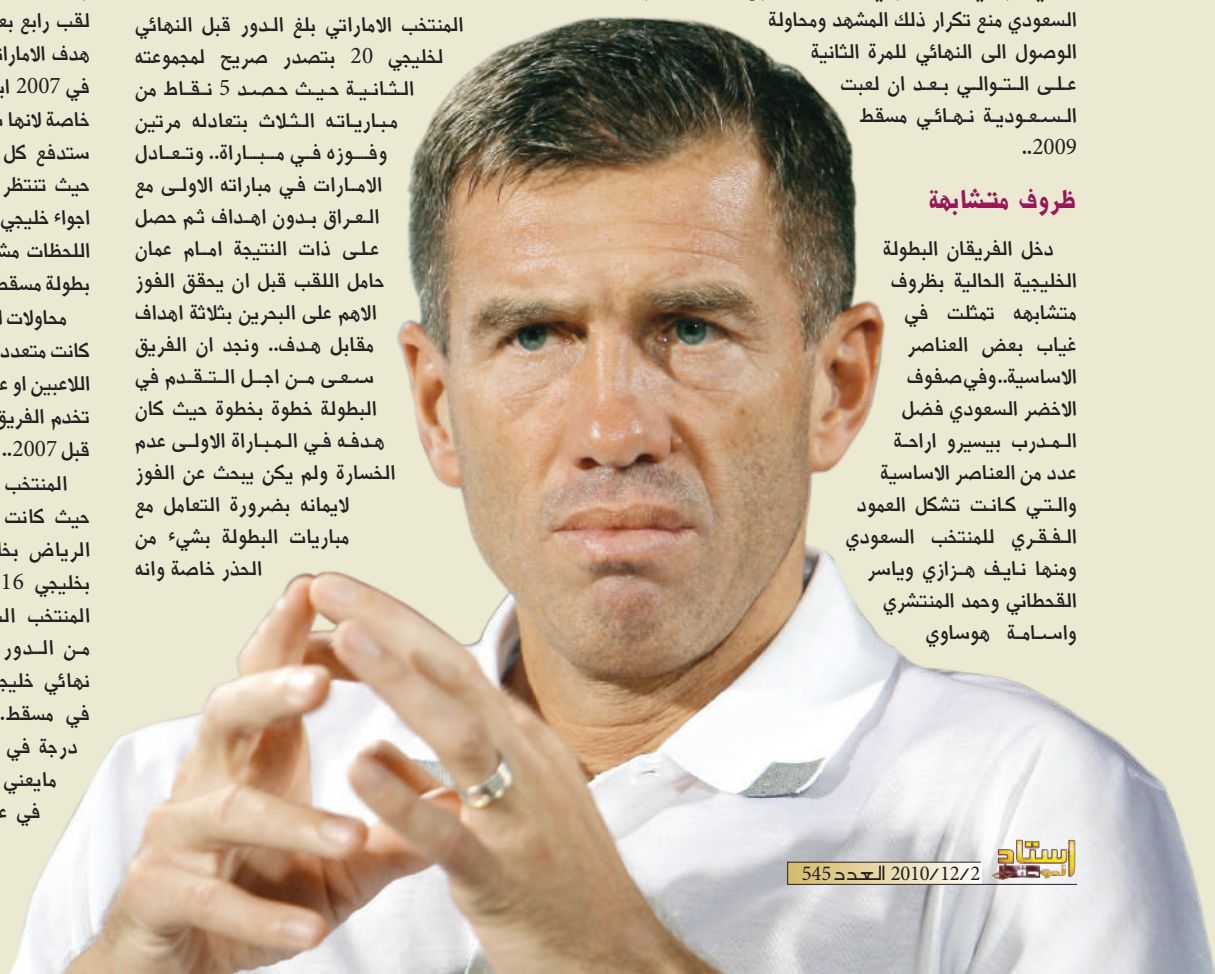 السعودي منع تكرار ذلك المشهد ومحاولة
الوصول الى النهائي للمرة الثانية
على التوالي بعد ان لعبت
السعودية نهائي مسقط
2009..
ظروف متشابهة
دخل الفريقان البطولة
الخليجية الحالية بظروف
متشابهه تمثلت في
غياب بعض العناصر
الاساسية..وفي صفوف
الاخضر السعودي فضل
المدرب بيسيرو اراحة
عدد من العناصر الاساسية
والتي كانت تشكل العمود
الفقري للمنتخب السعودي
ومنها نايف هزازي وياسر
القحطاني وحمد المنتشري
واسامة هوساوي
المنتخب الاماراتي بلغ الدور قبل النهائي
لخليجي 20 بتصدر صريح لمجموعته
الثانية حيث حصد 5 نقاط من
مبارياته الثلاث بتعادله مرتين
وفوزه في مباراة.. وتعادل
الامارات في مباراته الاولى مع
العراق بدون اهداف ثم حصل
على ذات النتيجة امام عمان
حامل اللقب قبل ان يحقق الفوز
الاهم على البحرين بثلاثة اهداف
مقابل هدف.. ونجد ان الفريق
سعى من اجل التقدم في
البطولة خطوة بخطوة حيث كان
هدفه في المباراة الاولى عدم
الخسارة ولم يكن يبحث عن الفوز
لايمانه بضرورة التعامل مع
مباريات البطولة بشيء من
الحذر خاصة وانه
لقب رابع
هدف
في 2007
خاصة لانها
ستدفع كل
حيث تنتظر
اجواء خليجي
اللحظات
بطولة
محاولات
كانت
اللاعبين او
تخدم الفريق
قبل 2007..
المنتخب
حيث كانت
الرياض
بخليجي 16
المنتخب
من الدور
نهائي
في مسقط.
درجة في
مايعني
في
استاد
2010/12/2 العدد 545